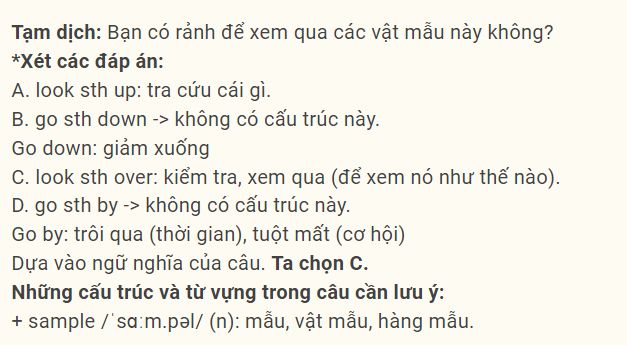 Tạm dịch: Bạn có rảnh để xem qua các vật mẫu này không?
*Xét các đáp án:
A. look sth up: tra cứu cái gì.
B. go sth down -> không có cấu trúc này.
Go down: giảm xuống
C. look sth over: kiểm tra, xem qua (để xem nó như thế nào).
D. go sth by -> không có cấu trúc này.
Go by: trôi qua (thời gian), tuột mất (cơ hội)
Dựa vào ngữ nghĩa của câu. Ta chọn C.
Những cấu trúc và từ vựng trong câu cần lưu ý:
+ sample /ˈsɑːm.pəl/ (n): mẫu, vật mẫu, hàng mẫu.